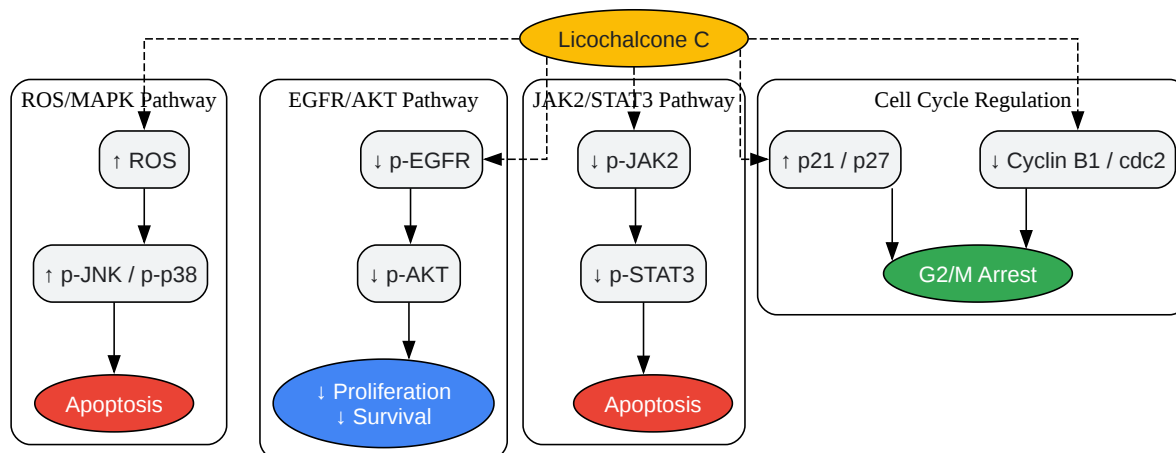 Licochalcone C
ROS/MAPK Pathway
↑ ROS
↑ p-JNK / p-p38
Apoptosis
EGFR/AKT Pathway
↓ p-EGFR
↓ p-AKT
↓ Proliferation
↓ Survival
JAK2/STAT3 Pathway
↓ p-JAK2
↓ p-STAT3
Apoptosis
Cell Cycle Regulation
↑ p21 / p27
↓ Cyclin B1 / cdc2
G2/M Arrest